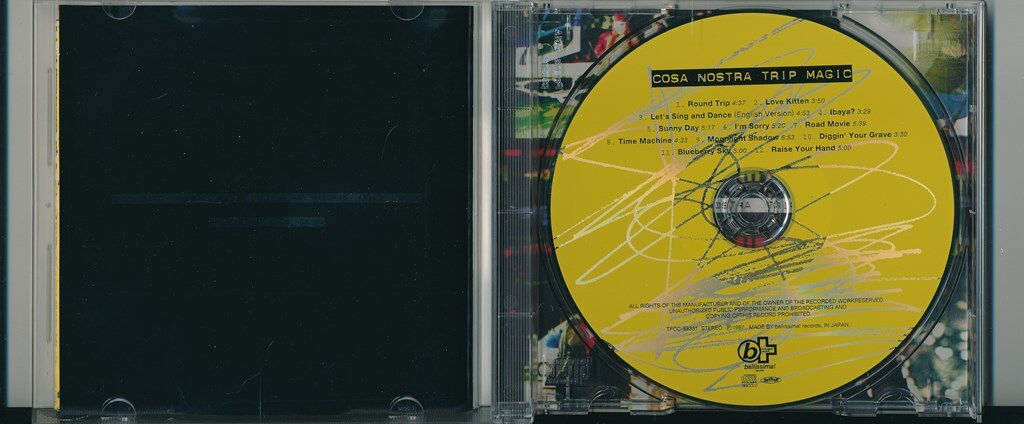 COSA NOSTRA TRIP MAGIC
1. Round Trip 4:37 2. Love Kitten 3:50
3. Let's Sing and Dance (English Version) 4:53 4. Ibaya? 3:29
5. Sunny Day 5:17 6. I'm Sorry 5:20 7. Road Movie 5:39
8. Time Machine 4:33 9. Moonlight Shadow 6:53 10. Diggin' Your Grave 3:30
11. Blueberry Sky 5:00 12. Raise Your Hand 5:00
ALL RIGHTS OF THE MANUFACTURER AND OF THE OWNER OF THE RECORDED WORKRESERVED.
UNAUTHORIZED PUBLIC PERFORMANCE AND BROADCASTING AND
COPYING OF THIS RECORD PROHIBITED.
STEREO ℗1997 MADE BY bellissima! records, IN JAPAN.
b
bellissima!